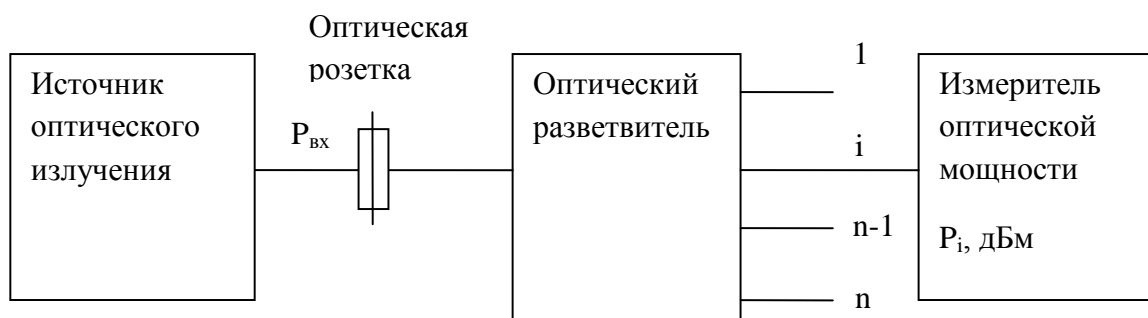 Оптическая
розетка
Источник
оптического
излучения
Pвх
Оптический
разветвитель
1
i
n-1
n
Измеритель
оптической
мощности
Pi, дБм